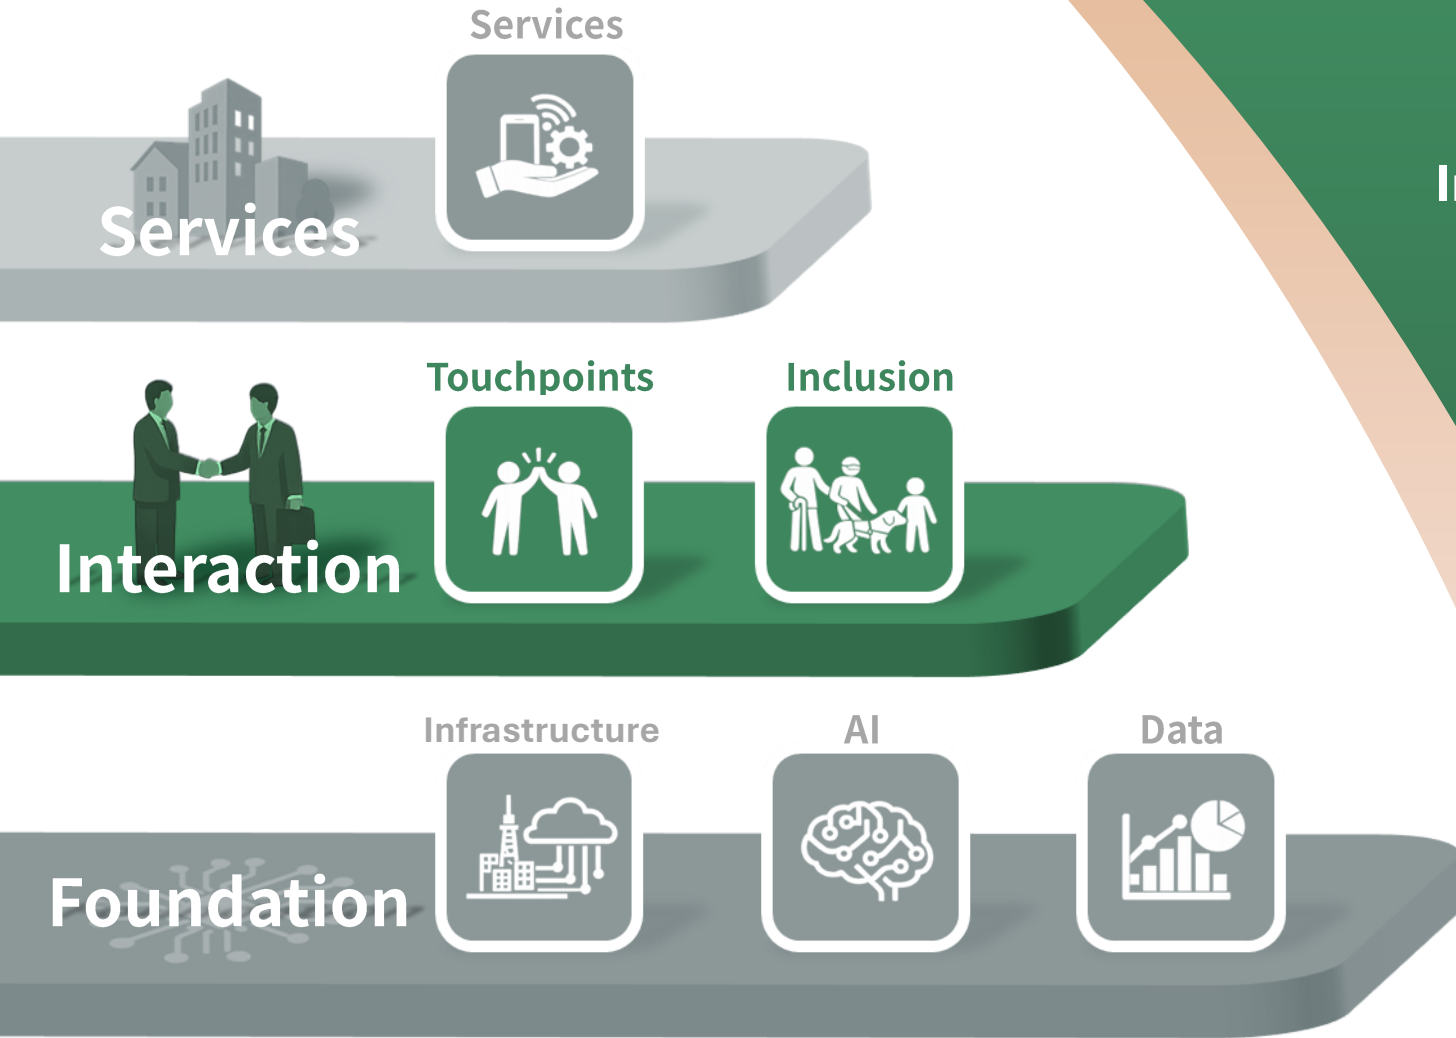 Services
Services
Touchpoints
Inclusion
Interaction
Infrastructure
AI
Data
Foundation